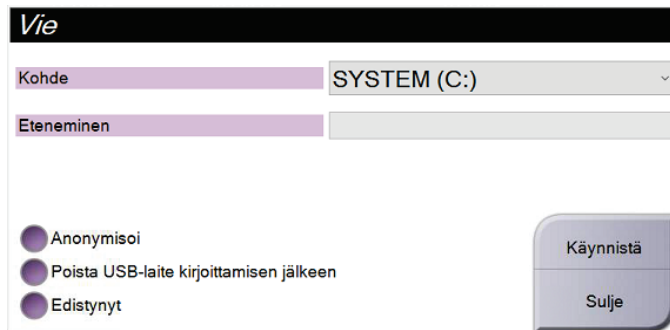 Vie
Kohde
SYSTEM (C:)
Eteneminen
Anonymisoi
Poista USB-laite kirjoittamisen jälkeen
Edistynyt
Käynnistä
Sulje